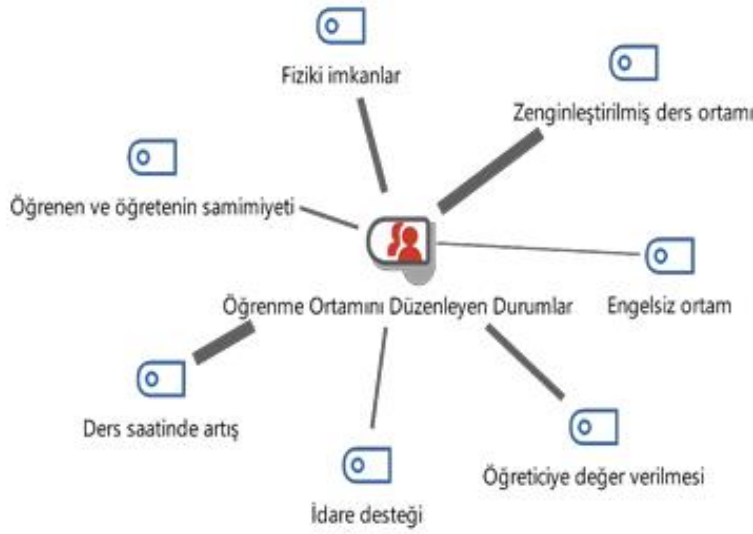 Fiziki imkanlar
Zenginleştirilmiş ders ortamı
Öğrenen ve öğretenin samimiyeti
Öğrenme Ortamını Düzenleyen Durumlar
Engelsiz ortam
Ders saatinde artış
Öğreticiye değer verilmesi
İdare desteği